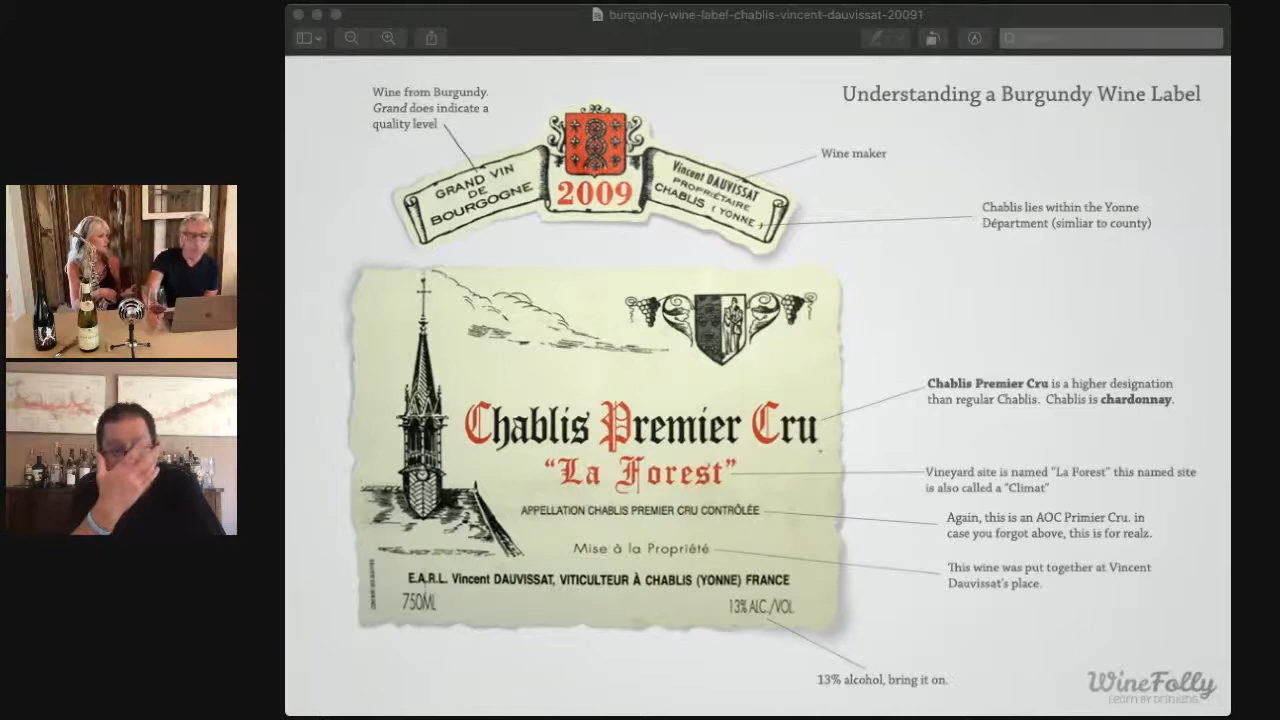 burgundy-wine-label-chablis-vincent-dauvissat-20091
Understanding a Burgundy Wine Label
Wine from Burgundy.
Grand does indicate a
quality level
GRAND VIN
DE
BOURGOGNE
2009
Vincent DAUVISSAT
PROPRIÉTAIRE
CHABLIS (YONNE)
Wine maker
Chablis lies within the Yonne
Départment (simliar to county)
Chablis Premier Cru
"La Forest"
APPELLATION CHABLIS PREMIER CRU CONTRÔLÉE
Mise à la Propriété
E.A.R.L. Vincent DAUVISSAT, VITICULTEUR À CHABLIS (YONNE) FRANCE
750ML
13% ALC./VOL.
Chablis Premier Cru is a higher designation
than regular Chablis. Chablis is chardonnay.
Vineyard site is named "La Forest" this named site
is also called a "Climat"
Again, this is an AOC Primier Cru. in
case you forgot above, this is for realz.
This wine was put together at Vincent
Dauvissat's place.
13% alcohol, bring it on.
WineFolly
LEARN BY DRINKING